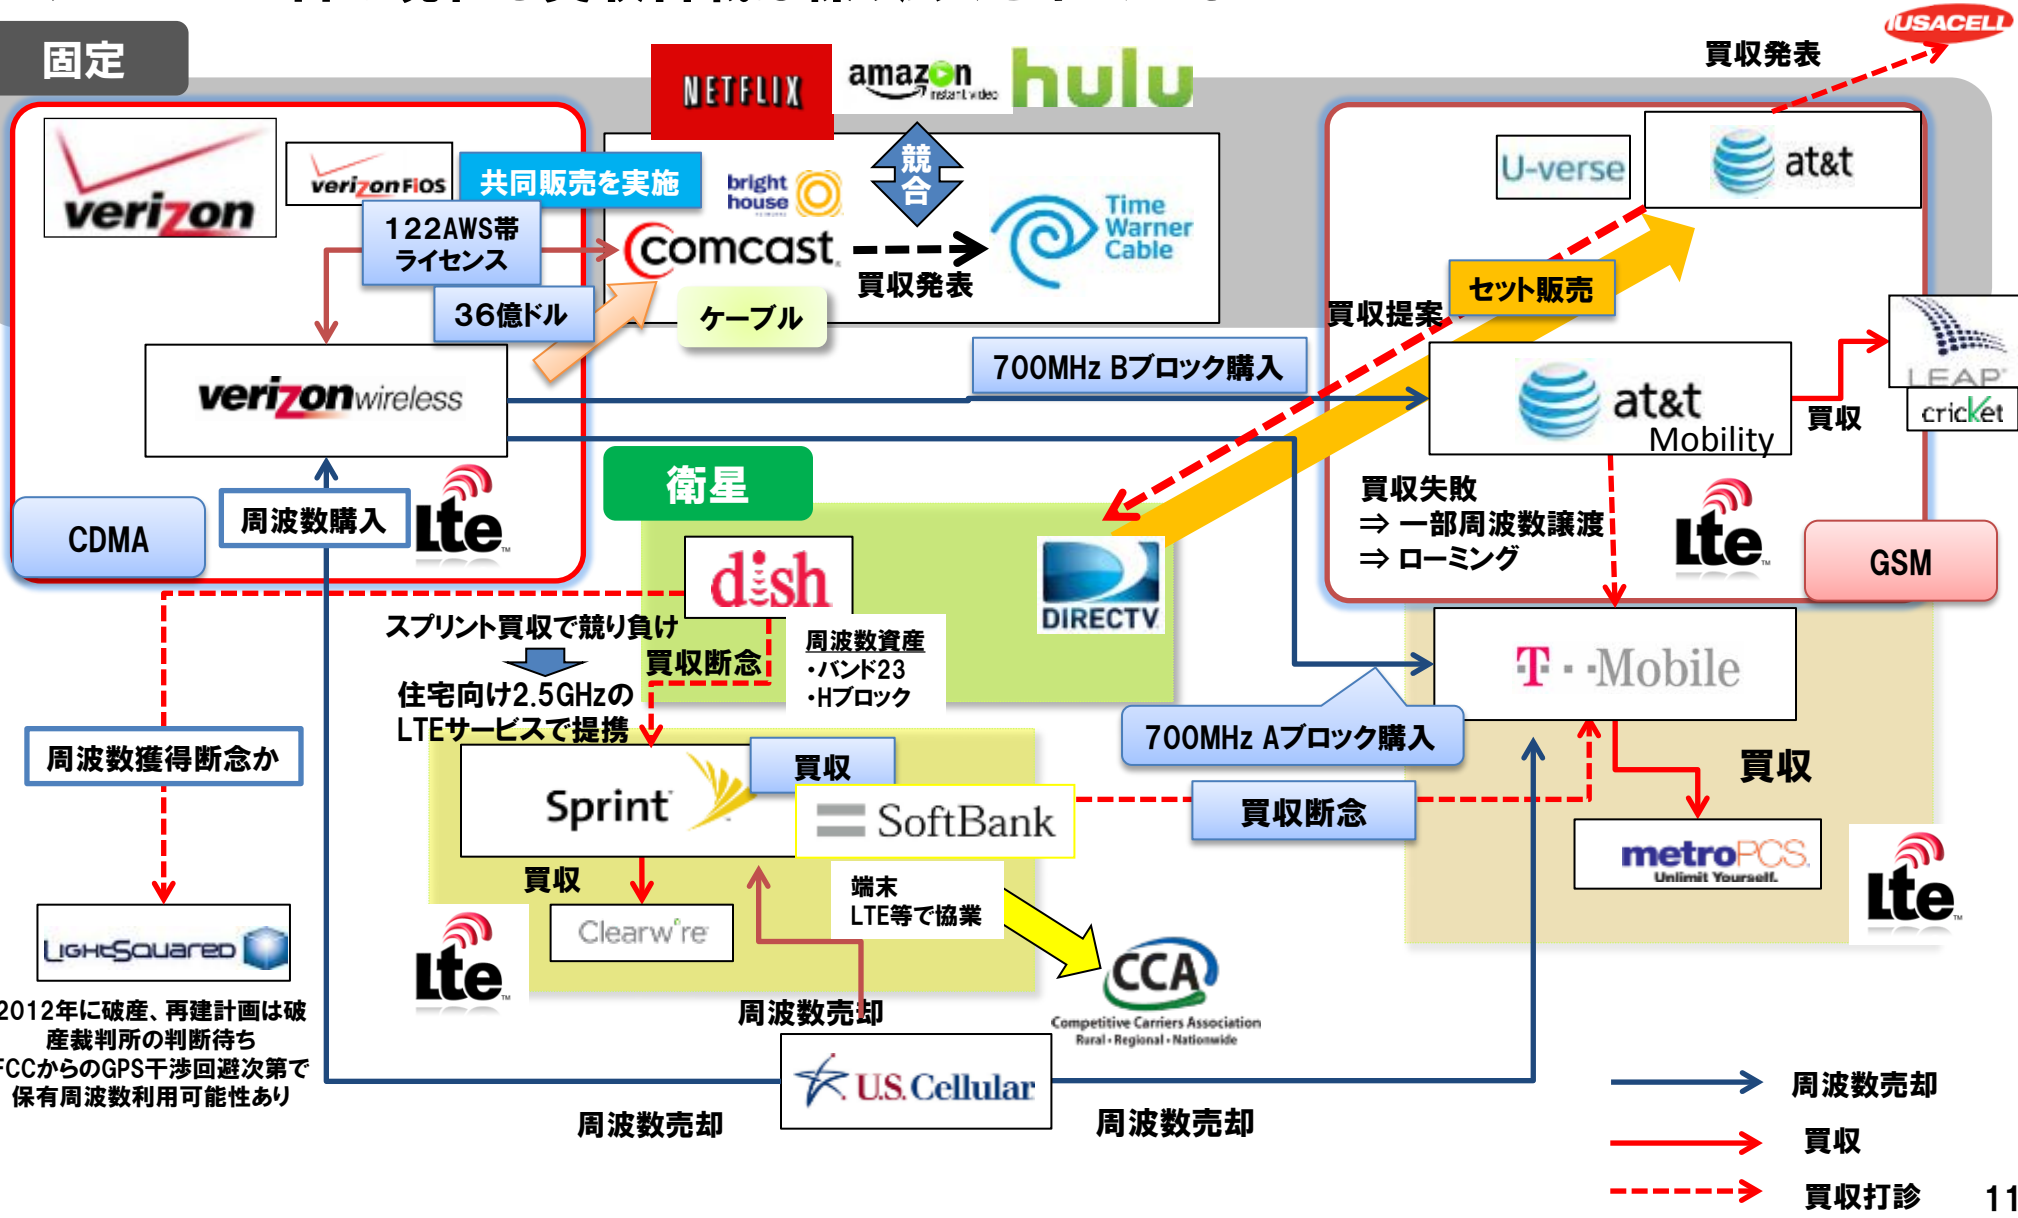 固定
買収発表
IUSACELL
NETFLIX
amazon
instant video
hulu
verizon
verizon FiOS
共同販売を実施
122AWS帯
ライセンス
36億ドル
bright
house
競
合
comcast.
買収発表
Time
Warner
Cable
ケーブル
U-verse
at&t
買収提案
セット販売
verizonwireless
700MHz Bブロック購入
at&t
Mobility
買収
LEAP
cricket
CDMA
周波数購入
Lte
衛星
dish
DIRECTV
買収失敗
⇒ 一部周波数譲渡
⇒ ローミング
Lte
GSM
スプリント買収で競り負け
買収断念
周波数資産
・バンド23
・Hブロック
住宅向け2.5GHzの
LTEサービスで提携
T··Mobile
700MHz Aブロック購入
周波数獲得断念か
Sprint
買収
SoftBank
買収断念
買収
metroPCS.
Unlimit Yourself.
Lte
買収
Clearwire
端末
LTE等で協業
Lte
LightSquared
2012年に破産、再建計画は破
産裁判所の判断待ち
FCCからのGPS干渉回避次第で
保有周波数利用可能性あり
CCA
Competitive Carriers Association
Rural • Regional • Nationwide
周波数売却
U.S. Cellular
周波数売却
周波数売却
周波数売却
買収
買収打診
11